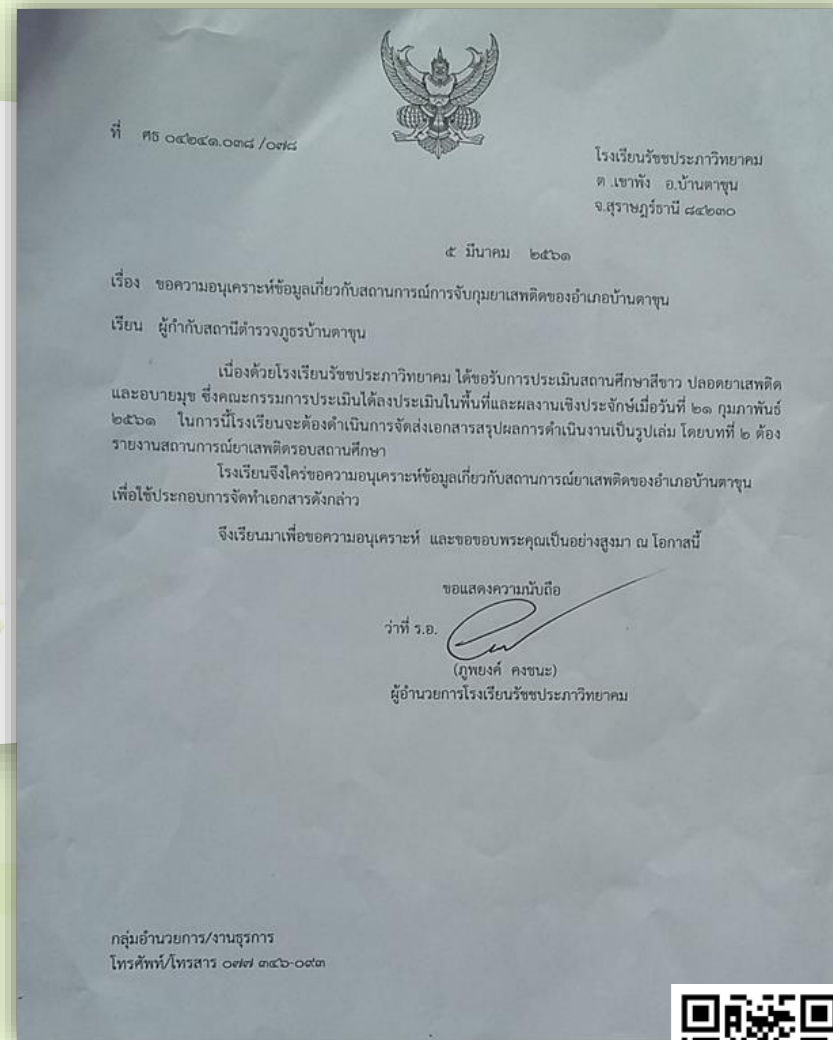 ที่ ศธ ๐๔๒๔๑.๐๓๘ /๐๗๘
โรงเรียนรัชชประภาวิทยาคม
ต .เขาพัง อ.บ้านตาขุน
จ.สุราษฎร์ธานี ๘๔๒๓๐
๕ มีนาคม ๒๕๖๑
เรื่อง ขอความอนุเคราะห์ข้อมูลเกี่ยวกับสถานการณ์การจับกุมยาเสพติดของอำเภอบ้านตาขุน
เรียน ผู้กำกับสถานีตำรวจภูธรบ้านตาขุน
เนื่องด้วยโรงเรียนรัชชประภาวิทยาคม ได้ขอรับการประเมินสถานศึกษาสีขาว ปลอดยาเสพติด
และอบายมุข ซึ่งคณะกรรมการประเมินได้ลงประเมินในพื้นที่และผลงานเชิงประจักษ์เมื่อวันที่ ๒๑ กุมภาพันธ์
๒๕๖๑ ในการนี้โรงเรียนจะต้องดำเนินการจัดส่งเอกสารสรุปผลการดำเนินงานเป็นรูปเล่ม โดยบทที่ ๒ ต้อง
รายงานสถานการณ์ยาเสพติดรอบสถานศึกษา
โรงเรียนจึงใคร่ขอความอนุเคราะห์ข้อมูลเกี่ยวกับสถานการณ์ยาเสพติดของอำเภอบ้านตาขุน
เพื่อใช้ประกอบการจัดทำเอกสารดังกล่าว
จึงเรียนมาเพื่อขอความอนุเคราะห์ และขอขอบพระคุณเป็นอย่างสูงมา ณ โอกาสนี้
ขอแสดงความนับถือ
ว่าที่ ร.อ.
(ภูพยงค์ คงชนะ)
ผู้อำนวยการโรงเรียนรัชชประภาวิทยาคม
กลุ่มอำนวยการ/งานธุรการ
โทรศัพท์/โทรสาร ๐๗๗ ๓๔๖-๐๙๓